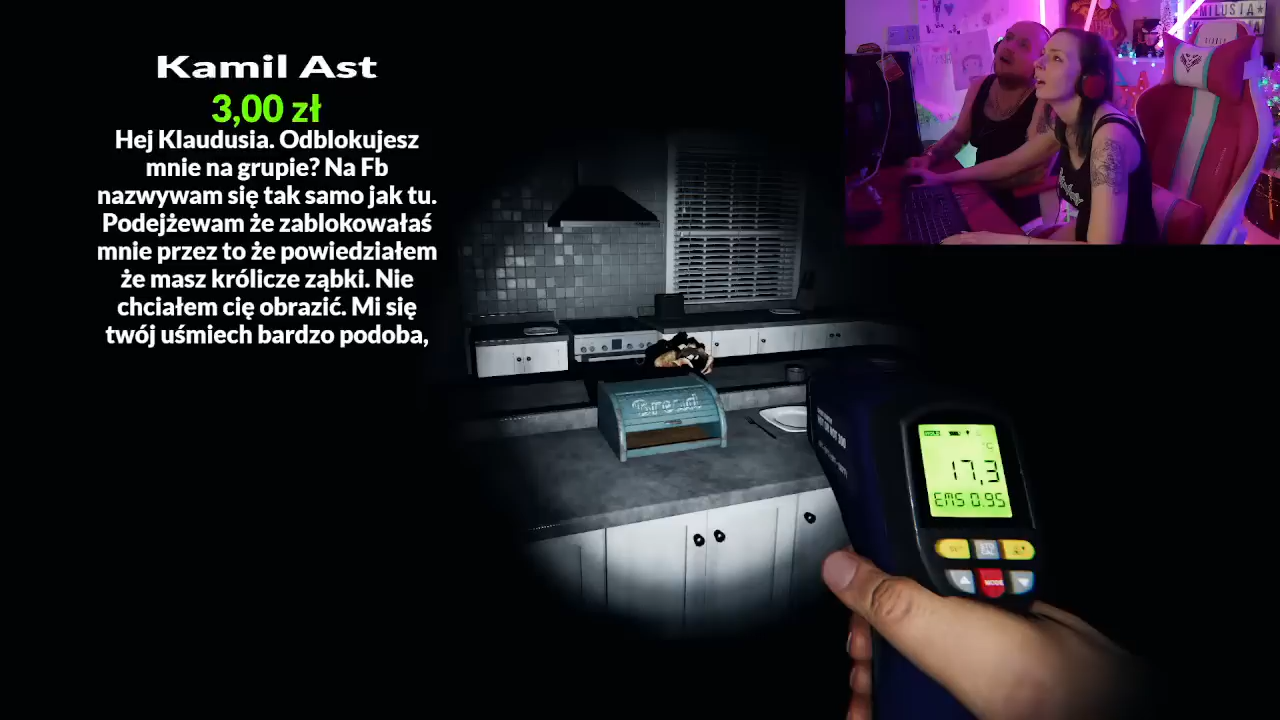 Kamil Ast
3,00 zł
Hej Klaudusia. Odblokujesz
mnie na grupie? Na Fb
nazwywam się tak samo jak tu.
Podejżewam że zablokowałaś
mnie przez to że powiedziałem
że masz królicze ząbki. Nie
chciałem cię obrazić. Mi się
twój uśmiech bardzo podoba,
MILUSIA
Bread
HOLD
°C
17,3
EMS 0.95
MODE